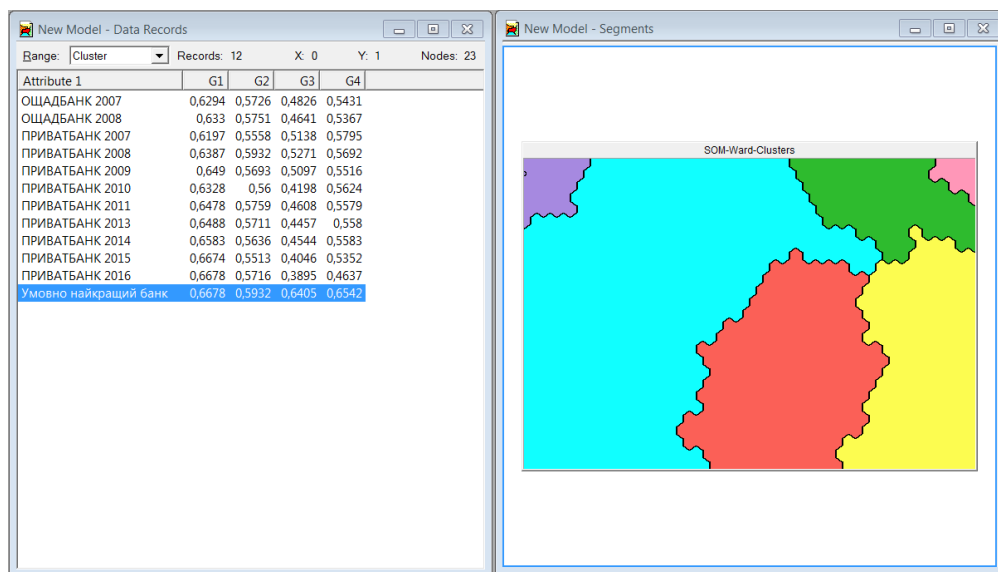 New Model - Data Records
Range: Cluster Records: 12 X: 0 Y: 1 Nodes: 23
Attribute 1 G1 G2 G3 G4
ОЩАДБАНК 2007 0,6294 0,5726 0,4826 0,5431
ОЩАДБАНК 2008 0,633 0,5751 0,4641 0,5367
ПРИВАТБАНК 2007 0,6197 0,5558 0,5138 0,5795
ПРИВАТБАНК 2008 0,6387 0,5932 0,5271 0,5692
ПРИВАТБАНК 2009 0,649 0,5693 0,5097 0,5516
ПРИВАТБАНК 2010 0,6328 0,56 0,4198 0,5624
ПРИВАТБАНК 2011 0,6478 0,5759 0,4608 0,5579
ПРИВАТБАНК 2013 0,6488 0,5711 0,4457 0,558
ПРИВАТБАНК 2014 0,6583 0,5636 0,4544 0,5583
ПРИВАТБАНК 2015 0,6674 0,5513 0,4046 0,5352
ПРИВАТБАНК 2016 0,6678 0,5716 0,3895 0,4637
Умовно найкращий банк 0,6678 0,5932 0,6405 0,6542
New Model - Segments
SOM-Ward-Clusters